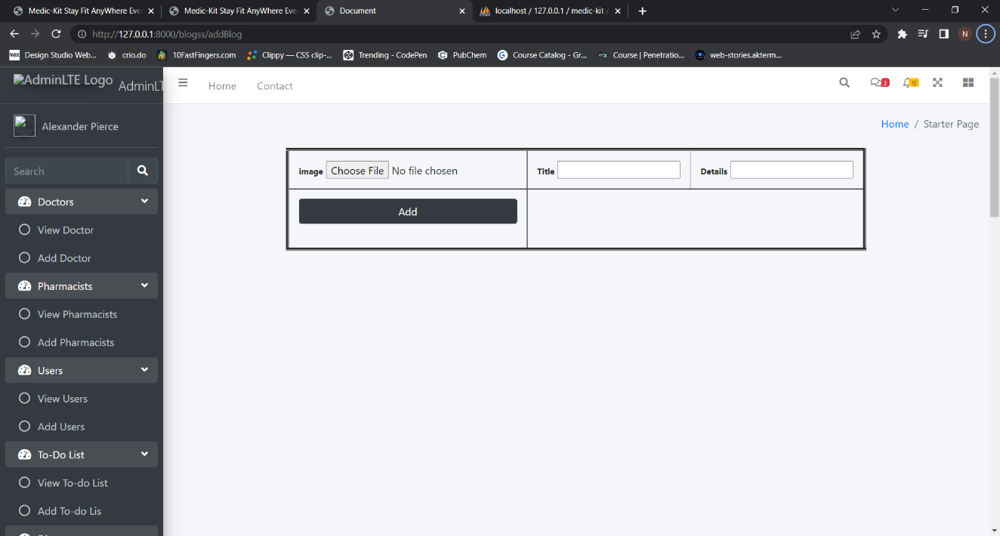 Medic-Kit Stay Fit AnyWhere Eve
Medic-Kit Stay Fit AnyWhere Eve
Document
localhost / 127.0.0.1 / medic-kit /
http://127.0.0.1:8000/blogss/addBlog
N
WIX Design Studio Web...
crio.do
10FastFingers.com
Clippy — CSS clip-...
Trending - CodePen
PubChem
Course Catalog - Gr...
Course | Penetratio...
web-stories.akterm...
AdminLTE Logo
AdminLT
Home
Contact
3
15
Alexander Pierce
Home / Starter Page
Search
image Choose File No file chosen
Title
Details
Add
Doctors
View Doctor
Add Doctor
Pharmacists
View Pharmacists
Add Pharmacists
Users
View Users
Add Users
To-Do List
View To-do List
Add To-do Lis